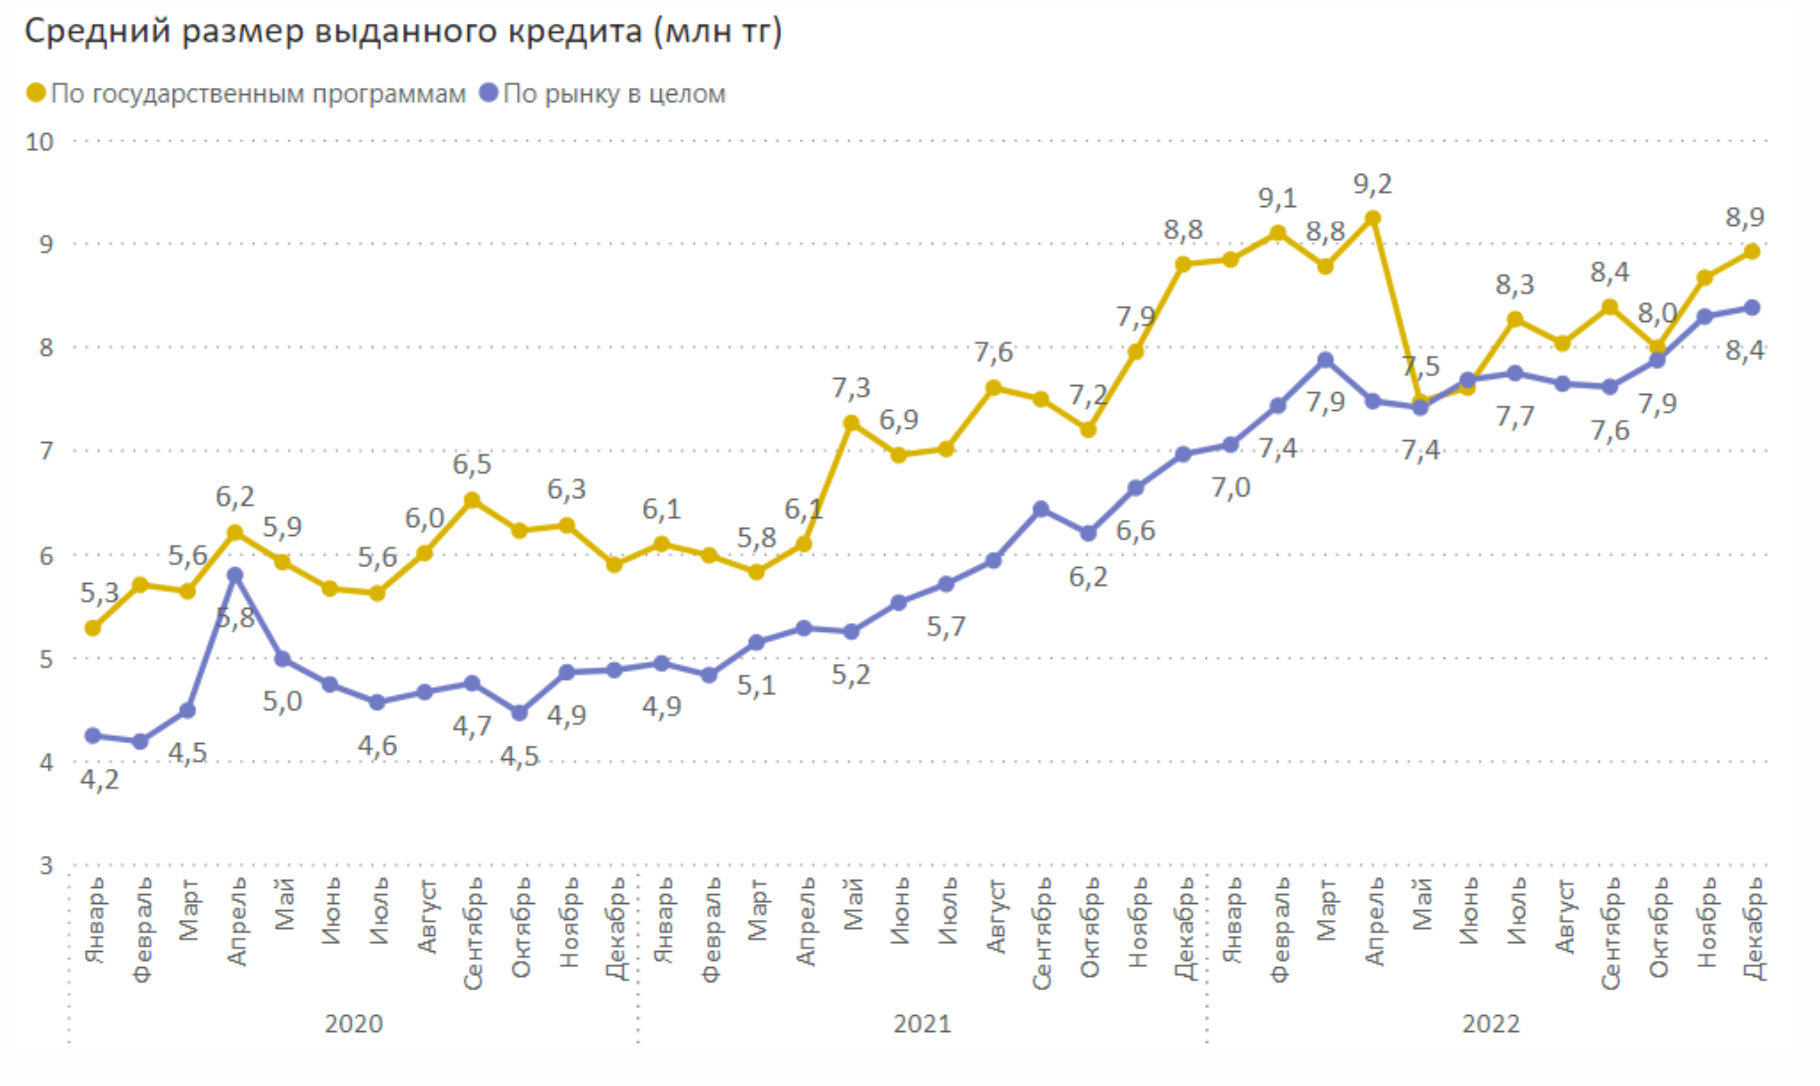 Средний размер выданного кредита (млн тг)
По государственным программам По рынку в целом
10
9
8
7
6
5
4
3
5,3 5,6 6,2 5,9 5,6 6,0 6,5 6,3 6,1 5,8 6,1 7,3 6,9 7,6 7,2 7,9 8,8 9,1 8,8 9,2 7,5 8,3 8,4 8,0 8,9
4,2 4,5 5,8 5,0 4,6 4,7 4,5 4,9 4,9 5,1 5,2 5,7 6,2 6,6 7,0 7,4 7,9 7,4 7,7 7,6 7,9 8,4
Январь Февраль Март Апрель Май Июнь Июль Август Сентябрь Октябрь Ноябрь Декабрь Январь Февраль Март Апрель Май Июнь Июль Август Сентябрь Октябрь Ноябрь Декабрь Январь Февраль Март Апрель Май Июнь Июль Август Сентябрь Октябрь Ноябрь Декабрь
2020 2021 2022